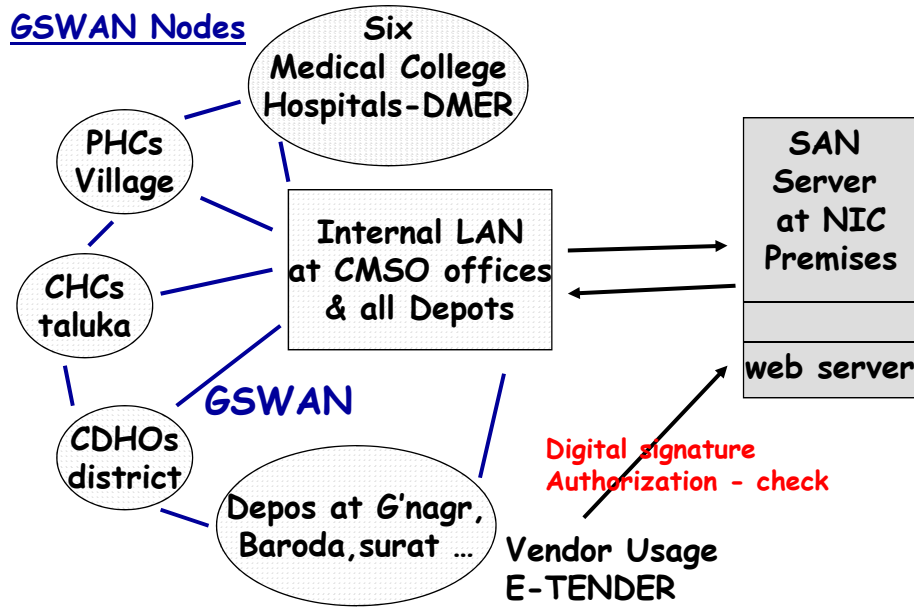 GSWAN Nodes
Six
Medical College
Hospitals-DMER
PHCs
Village
CHCs
taluka
CDHOs
district
Internal LAN
at CMSO offices
& all Depots
GSWAN
Depos at G'nagr,
Baroda,surat ...
SAN
Server
at NIC
Premises
web server
Digital signature
Authorization - check
Vendor Usage
E-TENDER